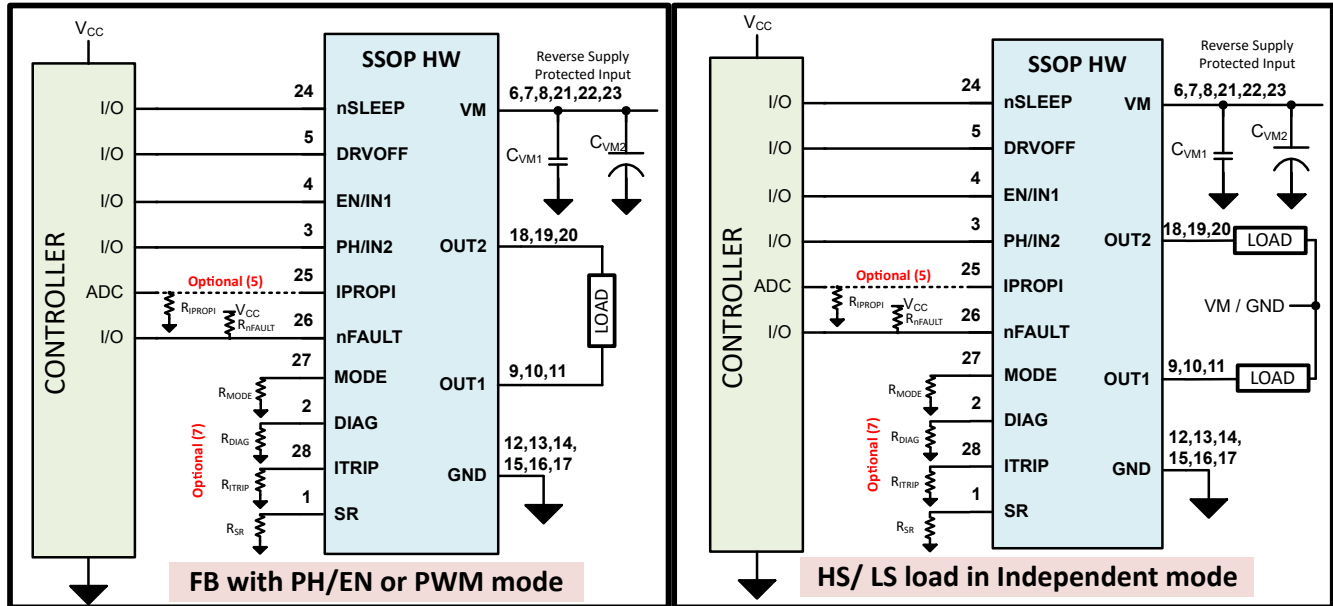 VCC
CONTROLLER
I/O
I/O
I/O
I/O
ADC
I/O
24
5
4
3
25
26
27
2
28
1
Optional (5)
RIPROPI
VCC
RnFAULT
RMODE
RDIAG
RITRIP
RSR
Optional (7)
SSOP HW
nSLEEP
DRVOFF
EN/IN1
PH/IN2
IPROPI
nFAULT
MODE
DIAG
ITRIP
SR
VM
OUT2
OUT1
GND
Reverse Supply
Protected Input
6,7,8,21,22,23
CVM1
CVM2
18,19,20
LOAD
9,10,11
12,13,14,
15,16,17
FB with PH/EN or PWM mode
VCC
CONTROLLER
I/O
I/O
I/O
I/O
ADC
I/O
24
5
4
3
25
26
27
2
28
1
Optional (5)
RIPROPI
VCC
RnFAULT
RMODE
RDIAG
RITRIP
RSR
Optional (7)
SSOP HW
nSLEEP
DRVOFF
EN/IN1
PH/IN2
IPROPI
nFAULT
MODE
DIAG
ITRIP
SR
VM
OUT2
OUT1
GND
Reverse Supply
Protected Input
6,7,8,21,22,23
CVM1
CVM2
18,19,20
LOAD
VM / GND
9,10,11
LOAD
12,13,14,
15,16,17
HS/ LS load in Independent mode